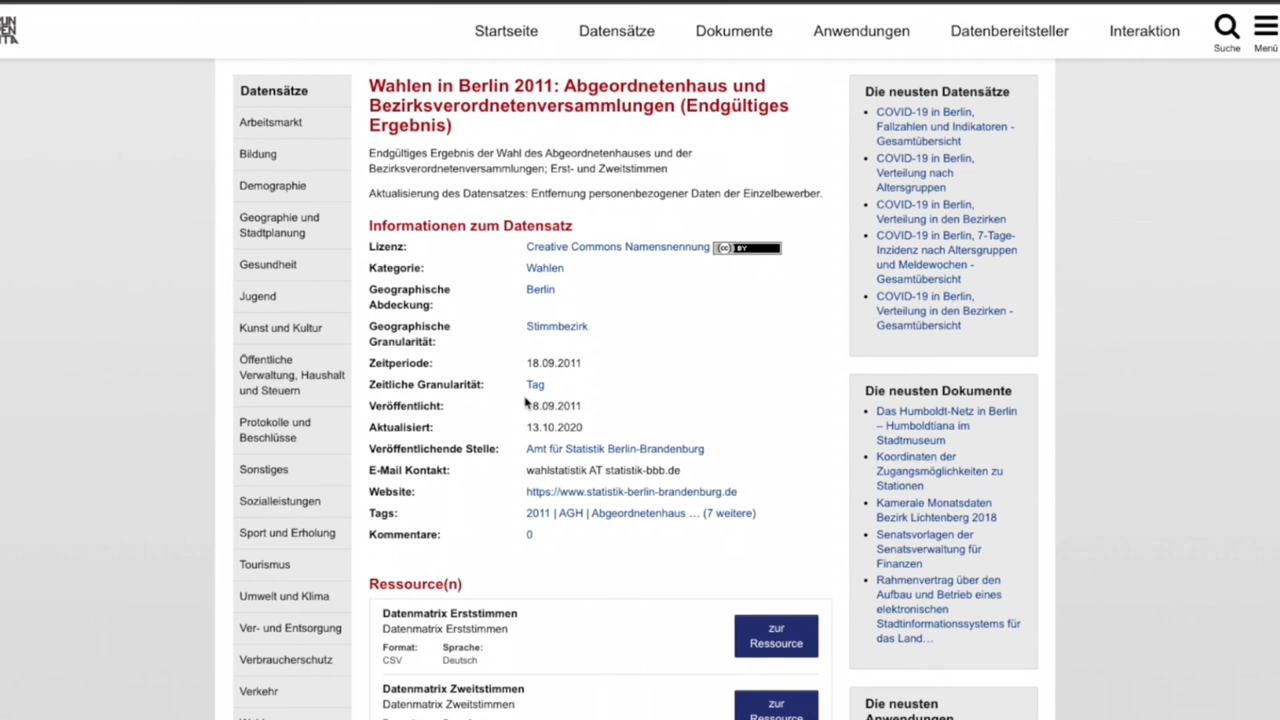 Startseite Datensätze Dokumente Anwendungen Datenbereitsteller Interaktion Suche Menü
Datensätze
Arbeitsmarkt
Bildung
Demographie
Geographie und
Stadtplanung
Gesundheit
Jugend
Kunst und Kultur
Öffentliche
Verwaltung, Haushalt
und Steuern
Protokolle und
Beschlüsse
Sonstiges
Sozialleistungen
Sport und Erholung
Tourismus
Umwelt und Klima
Ver- und Entsorgung
Verbraucherschutz
Verkehr
Wahlen in Berlin 2011: Abgeordnetenhaus und
Bezirksverordnetenversammlungen (Endgültiges
Ergebnis)
Endgültiges Ergebnis der Wahl des Abgeordnetenhauses und der
Bezirksverordnetenversammlungen; Erst- und Zweitstimmen
Aktualisierung des Datensatzes: Entfernung personenbezogener Daten der Einzelbewerber.
Informationen zum Datensatz
Lizenz: Creative Commons Namensnennung (cc) BY
Kategorie: Wahlen
Geographische Berlin
Abdeckung:
Geographische Stimmbezirk
Granularität:
Zeitperiode: 18.09.2011
Zeitliche Granularität: Tag
Veröffentlicht: 18.09.2011
Aktualisiert: 13.10.2020
Veröffentlichende Stelle: Amt für Statistik Berlin-Brandenburg
E-Mail Kontakt: wahlstatistik AT statistik-bbb.de
Website: https://www.statistik-berlin-brandenburg.de
Tags: 2011 | AGH | Abgeordnetenhaus ... (7 weitere)
Kommentare: 0
Ressource(n)
Datenmatrix Erststimmen
Datenmatrix Erststimmen
Format: Sprache:
CSV Deutsch
zur
Ressource
Datenmatrix Zweitstimmen
Datenmatrix Zweitstimmen
zur
Ressource
Die neusten Datensätze
COVID-19 in Berlin,
Fallzahlen und Indikatoren -
Gesamtübersicht
COVID-19 in Berlin,
Verteilung nach
Altersgruppen
COVID-19 in Berlin,
Verteilung in den Bezirken
COVID-19 in Berlin, 7-Tage-
Inzidenz nach Altersgruppen
und Meldewochen -
Gesamtübersicht
COVID-19 in Berlin,
Verteilung in den Bezirken -
Gesamtübersicht
Die neusten Dokumente
Das Humboldt-Netz in Berlin
– Humboldtiana im
Stadtmuseum
Koordinaten der
Zugangsmöglichkeiten zu
Stationen
Kamerale Monatsdaten
Bezirk Lichtenberg 2018
Senatsvorlagen der
Senatsverwaltung für
Finanzen
Rahmenvertrag über den
Aufbau und Betrieb eines
elektronischen
Stadtinformationssystems für
das Land...
Die neusten
Anwendungen